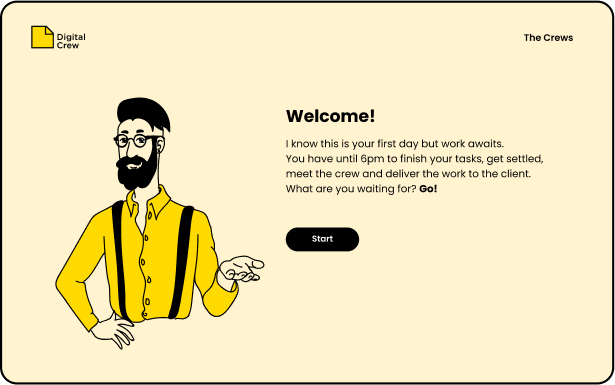 Digital
Crew
The Crews
Welcome!
I know this is your first day but work awaits.
You have until 6pm to finish your tasks, get settled,
meet the crew and deliver the work to the client.
What are you waiting for? Go!
Start